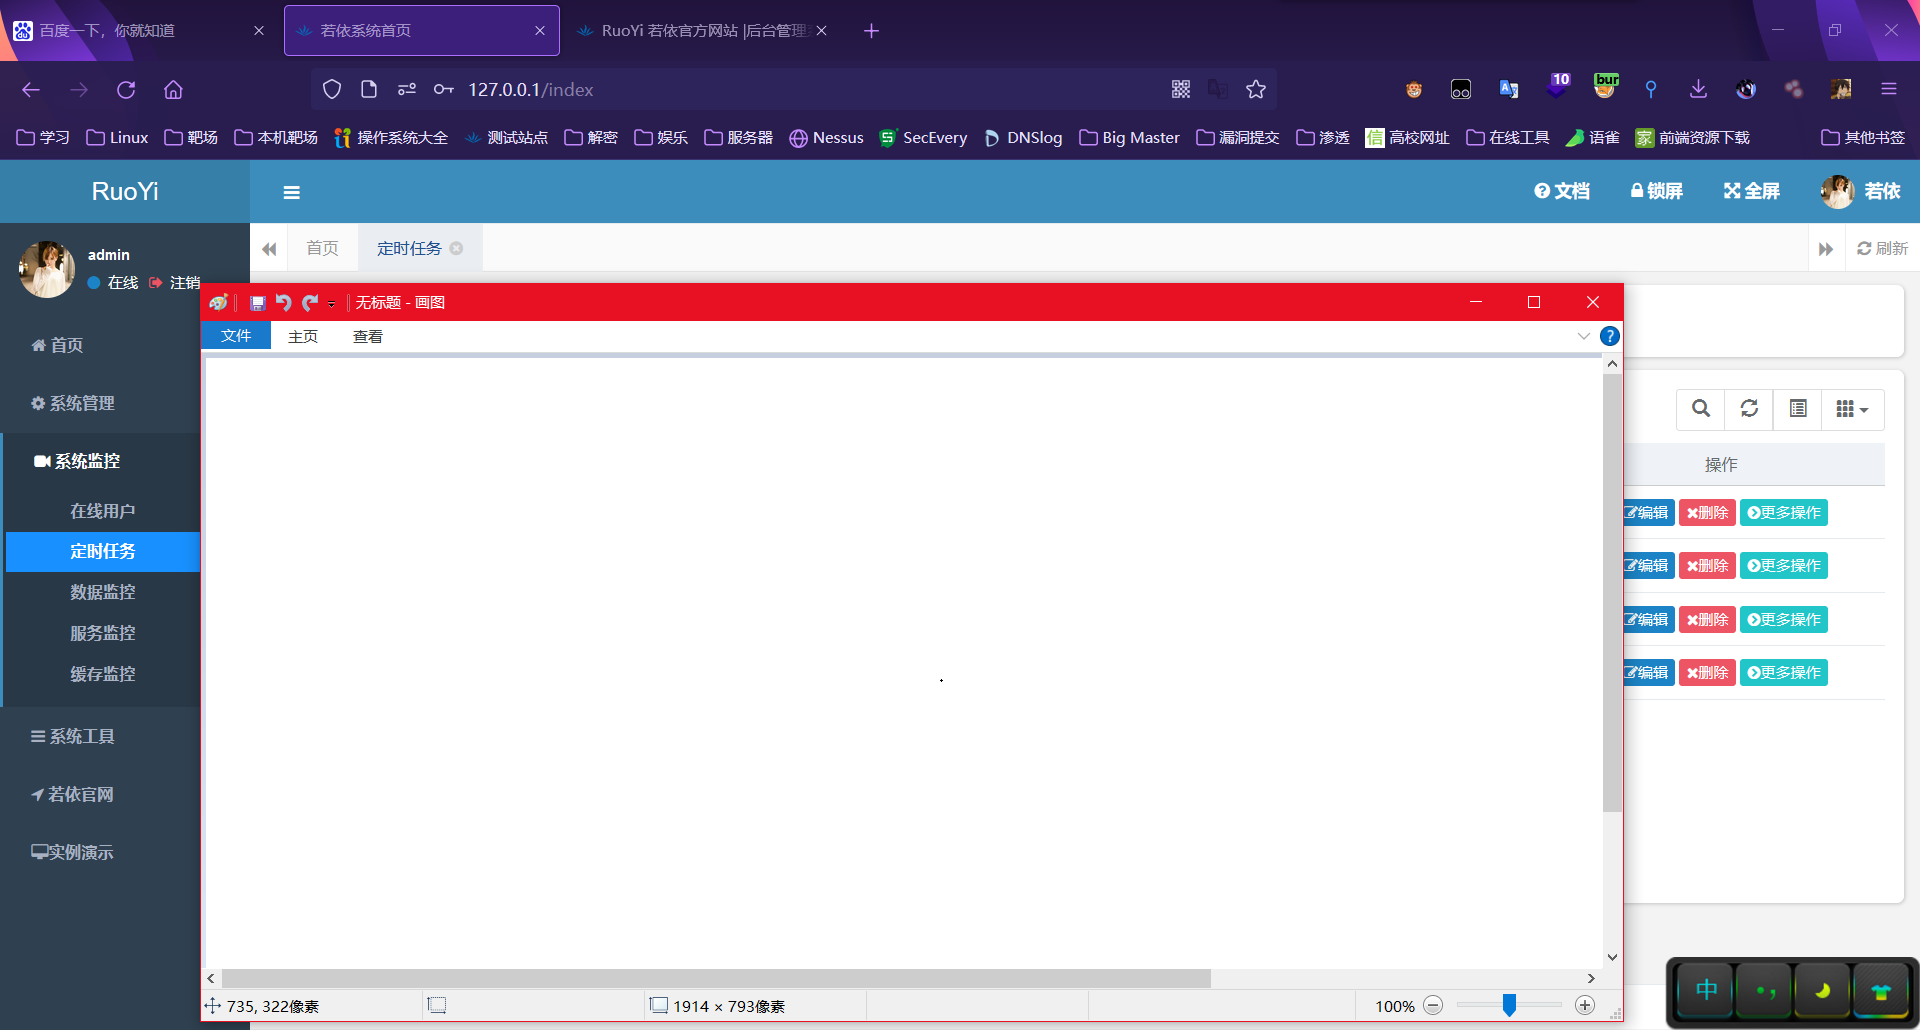 百度一下，你就知道
若依系统首页
RuoYi 若依官方网站 |后台管理
127.0.0.1/index
10
bur
学习 Linux 靶场 本机靶场 操作系统大全 测试站点 解密 娱乐 服务器 Nessus SecEvery DNSlog Big Master 漏洞提交 渗透 信 高校网址 在线工具 语雀 家 前端资源下载 其他书签
RuoYi
文档 锁屏 全屏 若依
admin
在线 注销
首页 定时任务 刷新
无标题 - 画图
文件 主页 查看
首页
系统管理
系统监控
在线用户
定时任务
数据监控
服务监控
缓存监控
系统工具
若依官网
实例演示
操作
编辑 删除 更多操作
编辑 删除 更多操作
编辑 删除 更多操作
编辑 删除 更多操作
735, 322像素
1914 × 793像素
100%
中